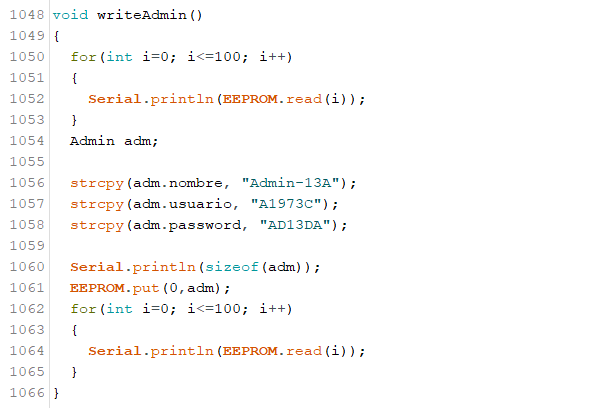 1048 void writeAdmin()
1049 {
1050   for(int i=0; i<=100; i++)
1051   {
1052     Serial.println(EEPROM.read(i));
1053   }
1054   Admin adm;
1055
1056   strcpy(adm.nombre, "Admin-13A");
1057   strcpy(adm.usuario, "A1973C");
1058   strcpy(adm.password, "AD13DA");
1059
1060   Serial.println(sizeof(adm));
1061   EEPROM.put(0,adm);
1062   for(int i=0; i<=100; i++)
1063   {
1064     Serial.println(EEPROM.read(i));
1065   }
1066 }